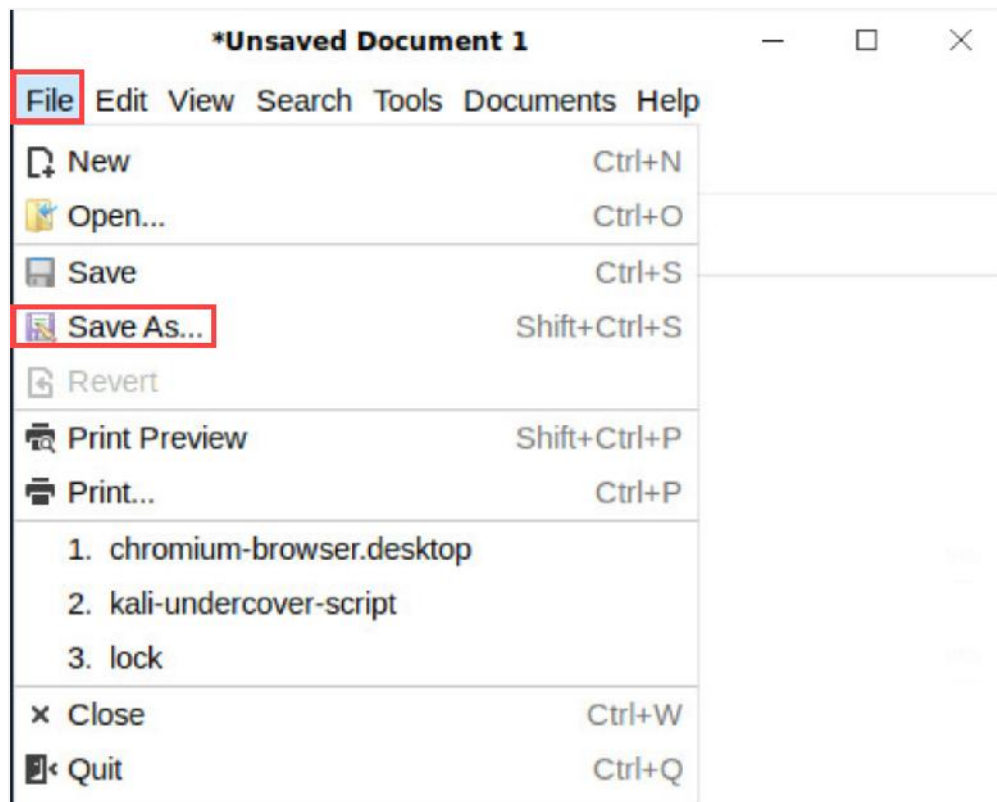 *Unsaved Document 1
File Edit View Search Tools Documents Help
New Ctrl+N
Open... Ctrl+O
Save Ctrl+S
Save As... Shift+Ctrl+S
Revert
Print Preview Shift+Ctrl+P
Print... Ctrl+P
1. chromium-browser.desktop
2. kali-undercover-script
3. lock
Close Ctrl+W
Quit Ctrl+Q